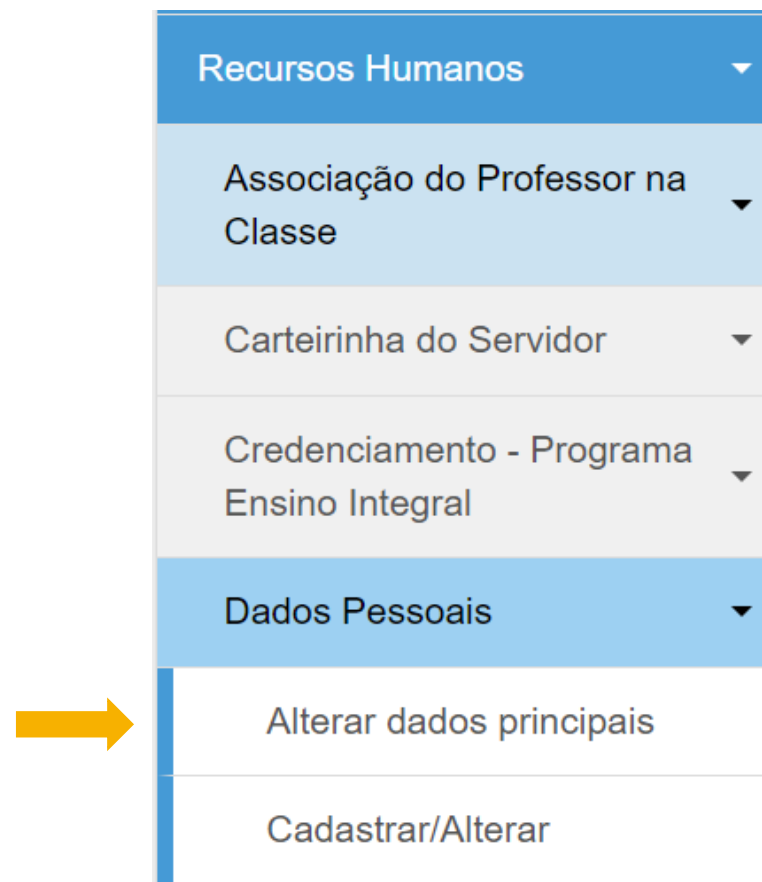 Recursos Humanos
Associação do Professor na
Classe
Carteirinha do Servidor
Credenciamento - Programa
Ensino Integral
Dados Pessoais
Alterar dados principais
Cadastrar/Alterar